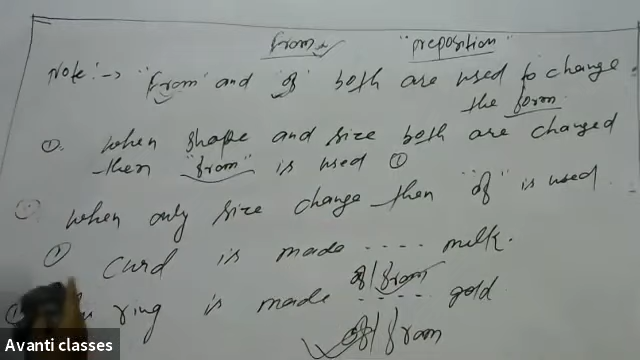 from "preposition"
Note :-> "from" and "of" both are used to change
the form.
①. when shape and size both are changed
then "from" is used ①
when only size change then "of" is used
① curd is made .... milk.
of/from
ring is made .... gold
of/from
Avanti classes